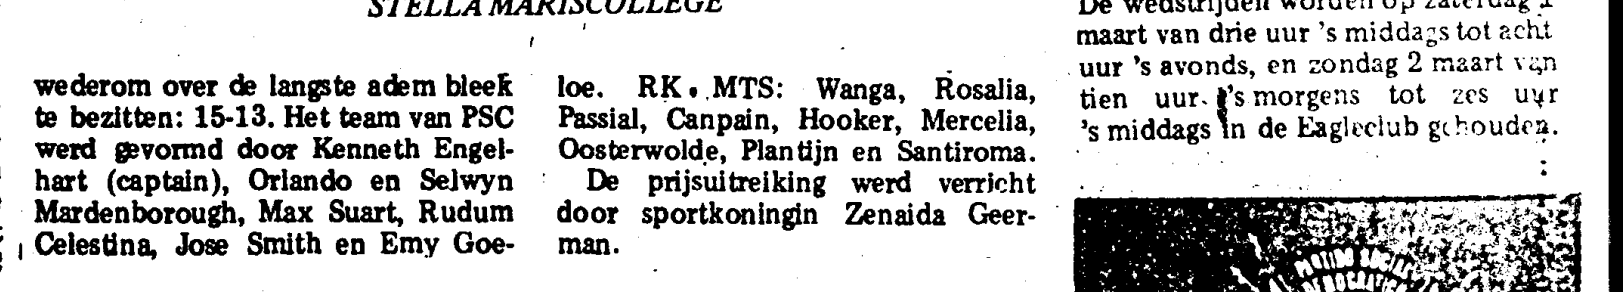 STELLA MARISCOLLEGE
wederom over de langste adem bleek
te bezitten: 15-13. Het team van PSC
werd gevormd door Kenneth Engel-
hart (captain), Orlando en Selwyn
Mardenborough, Max Suart, Rudum
Celestina, Jose Smith en Emy Goe-
loe. RK. MTS: Wanga, Rosalia,
Passial, Canpain, Hooker, Mercelia,
Oosterwolde, Plantijn en Santiroma.
De prijsuitreiking werd verricht
door sportkoningin Zenaida Geer-
man.
De wedstrijden worden op zaterdag 1
maart van drie uur 's middags tot acht
uur 's avonds, en zondag 2 maart van
tien uur 's morgens tot zes uur
's middags in de Eagleclub gehouden.